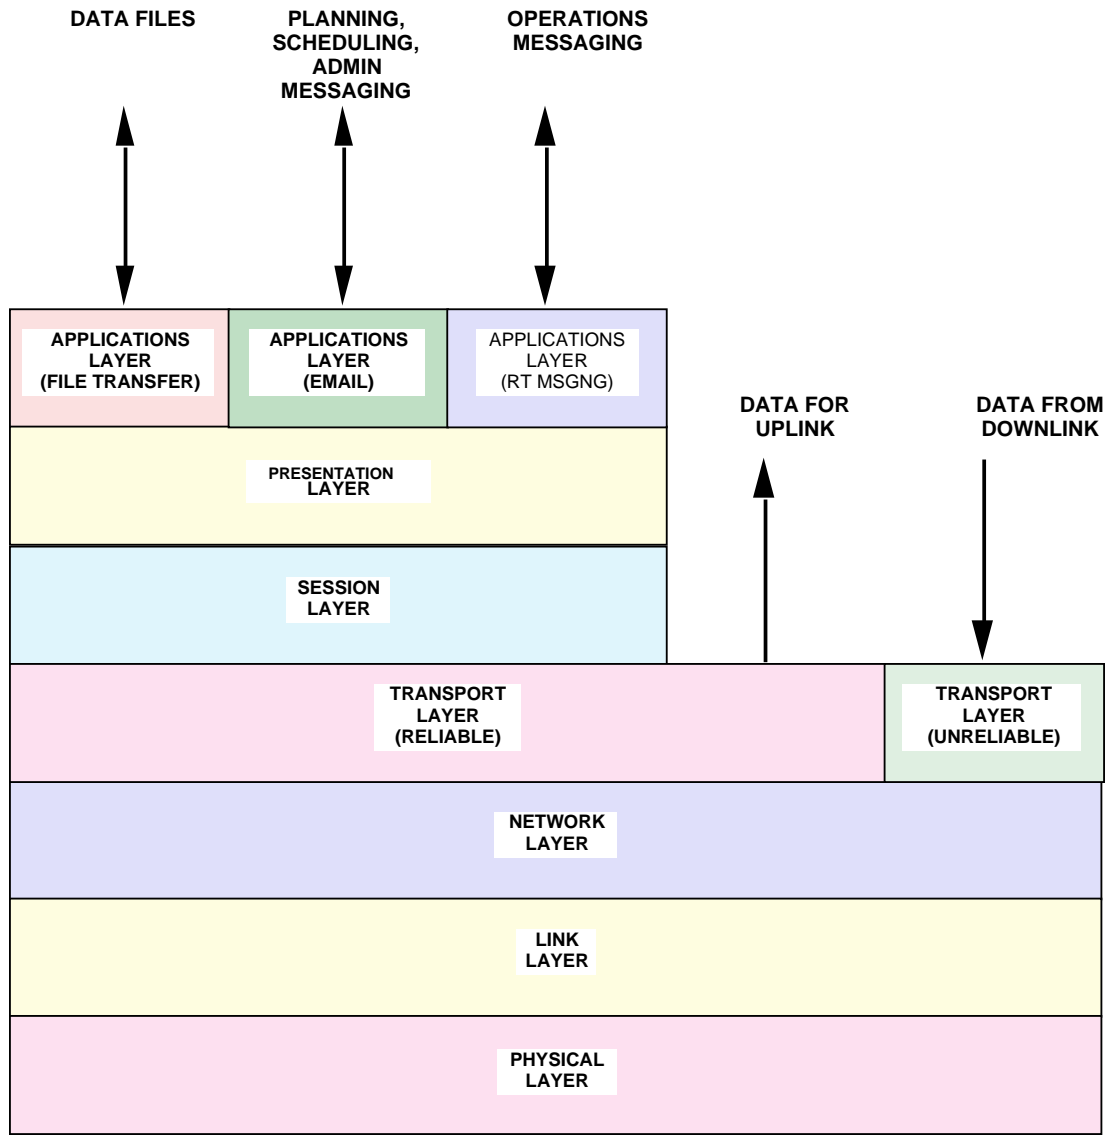 DATA FILES
PLANNING,
SCHEDULING,
ADMIN
MESSAGING
OPERATIONS
MESSAGING
APPLICATIONS
LAYER
(FILE TRANSFER)
APPLICATIONS
LAYER
(EMAIL)
APPLICATIONS
LAYER
(RT MSGNG)
DATA FOR
UPLINK
DATA FROM
DOWNLINK
PRESENTATION
LAYER
SESSION
LAYER
TRANSPORT
LAYER
(RELIABLE)
TRANSPORT
LAYER
(UNRELIABLE)
NETWORK
LAYER
LINK
LAYER
PHYSICAL
LAYER